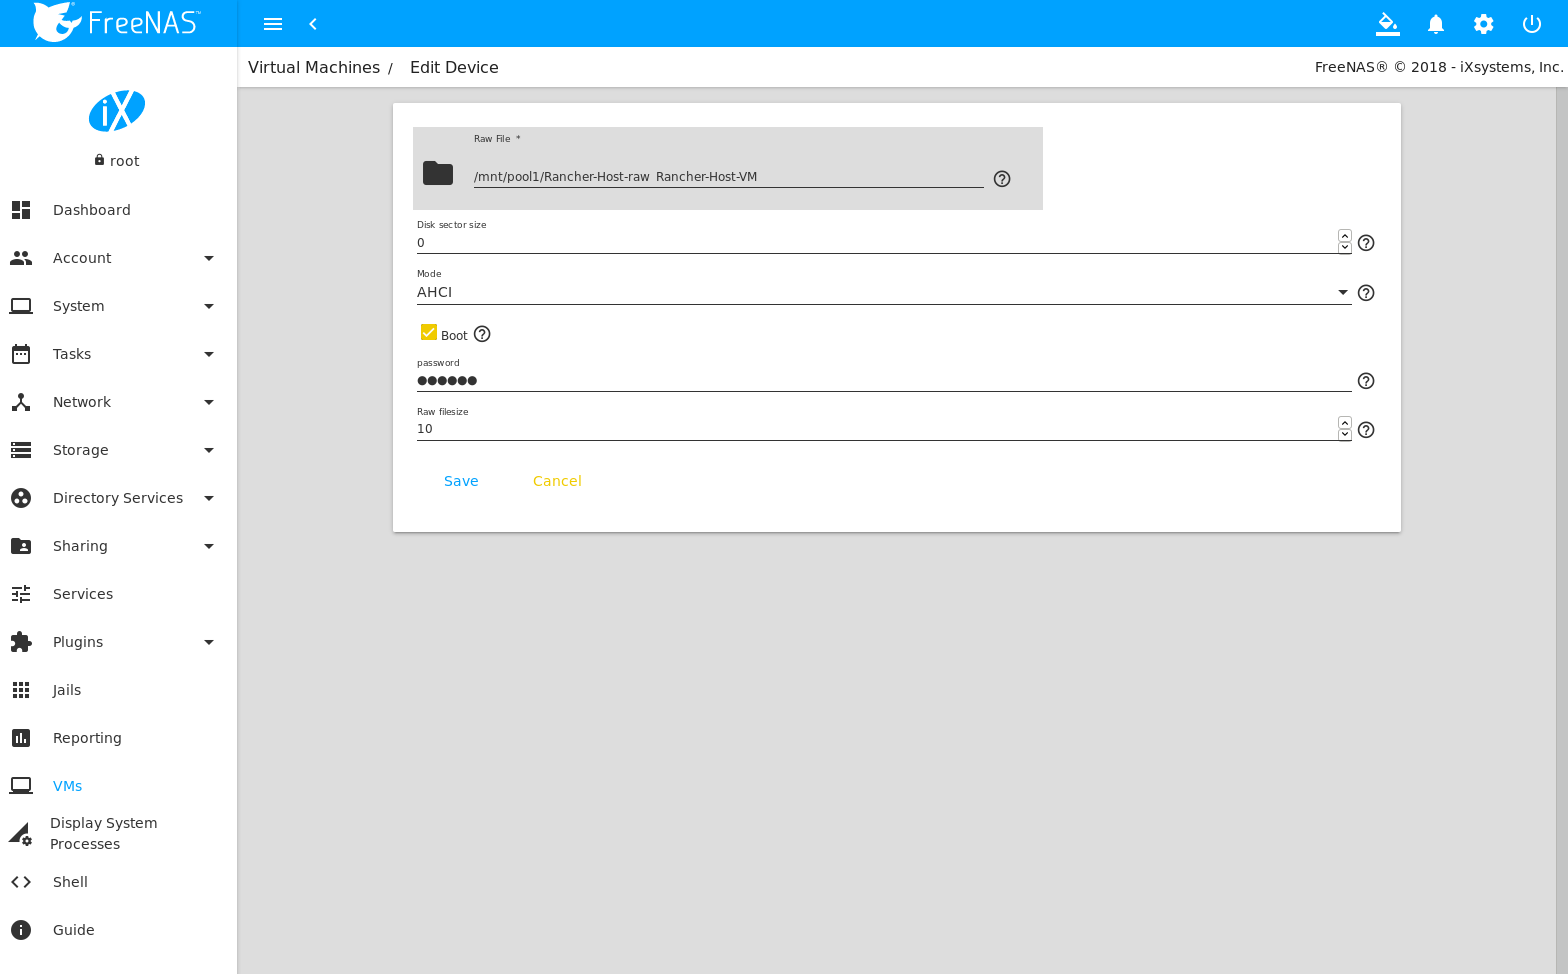 FreeNAS™
Virtual Machines / Edit Device
FreeNAS® © 2018 - iXsystems, Inc.
iX
root
Dashboard
Account
System
Tasks
Network
Storage
Directory Services
Sharing
Services
Plugins
Jails
Reporting
VMs
Display System
Processes
Shell
Guide
Raw File *
/mnt/pool1/Rancher-Host-raw_Rancher-Host-VM
Disk sector size
0
Mode
AHCI
Boot
password
●●●●●●
Raw filesize
10
Save Cancel